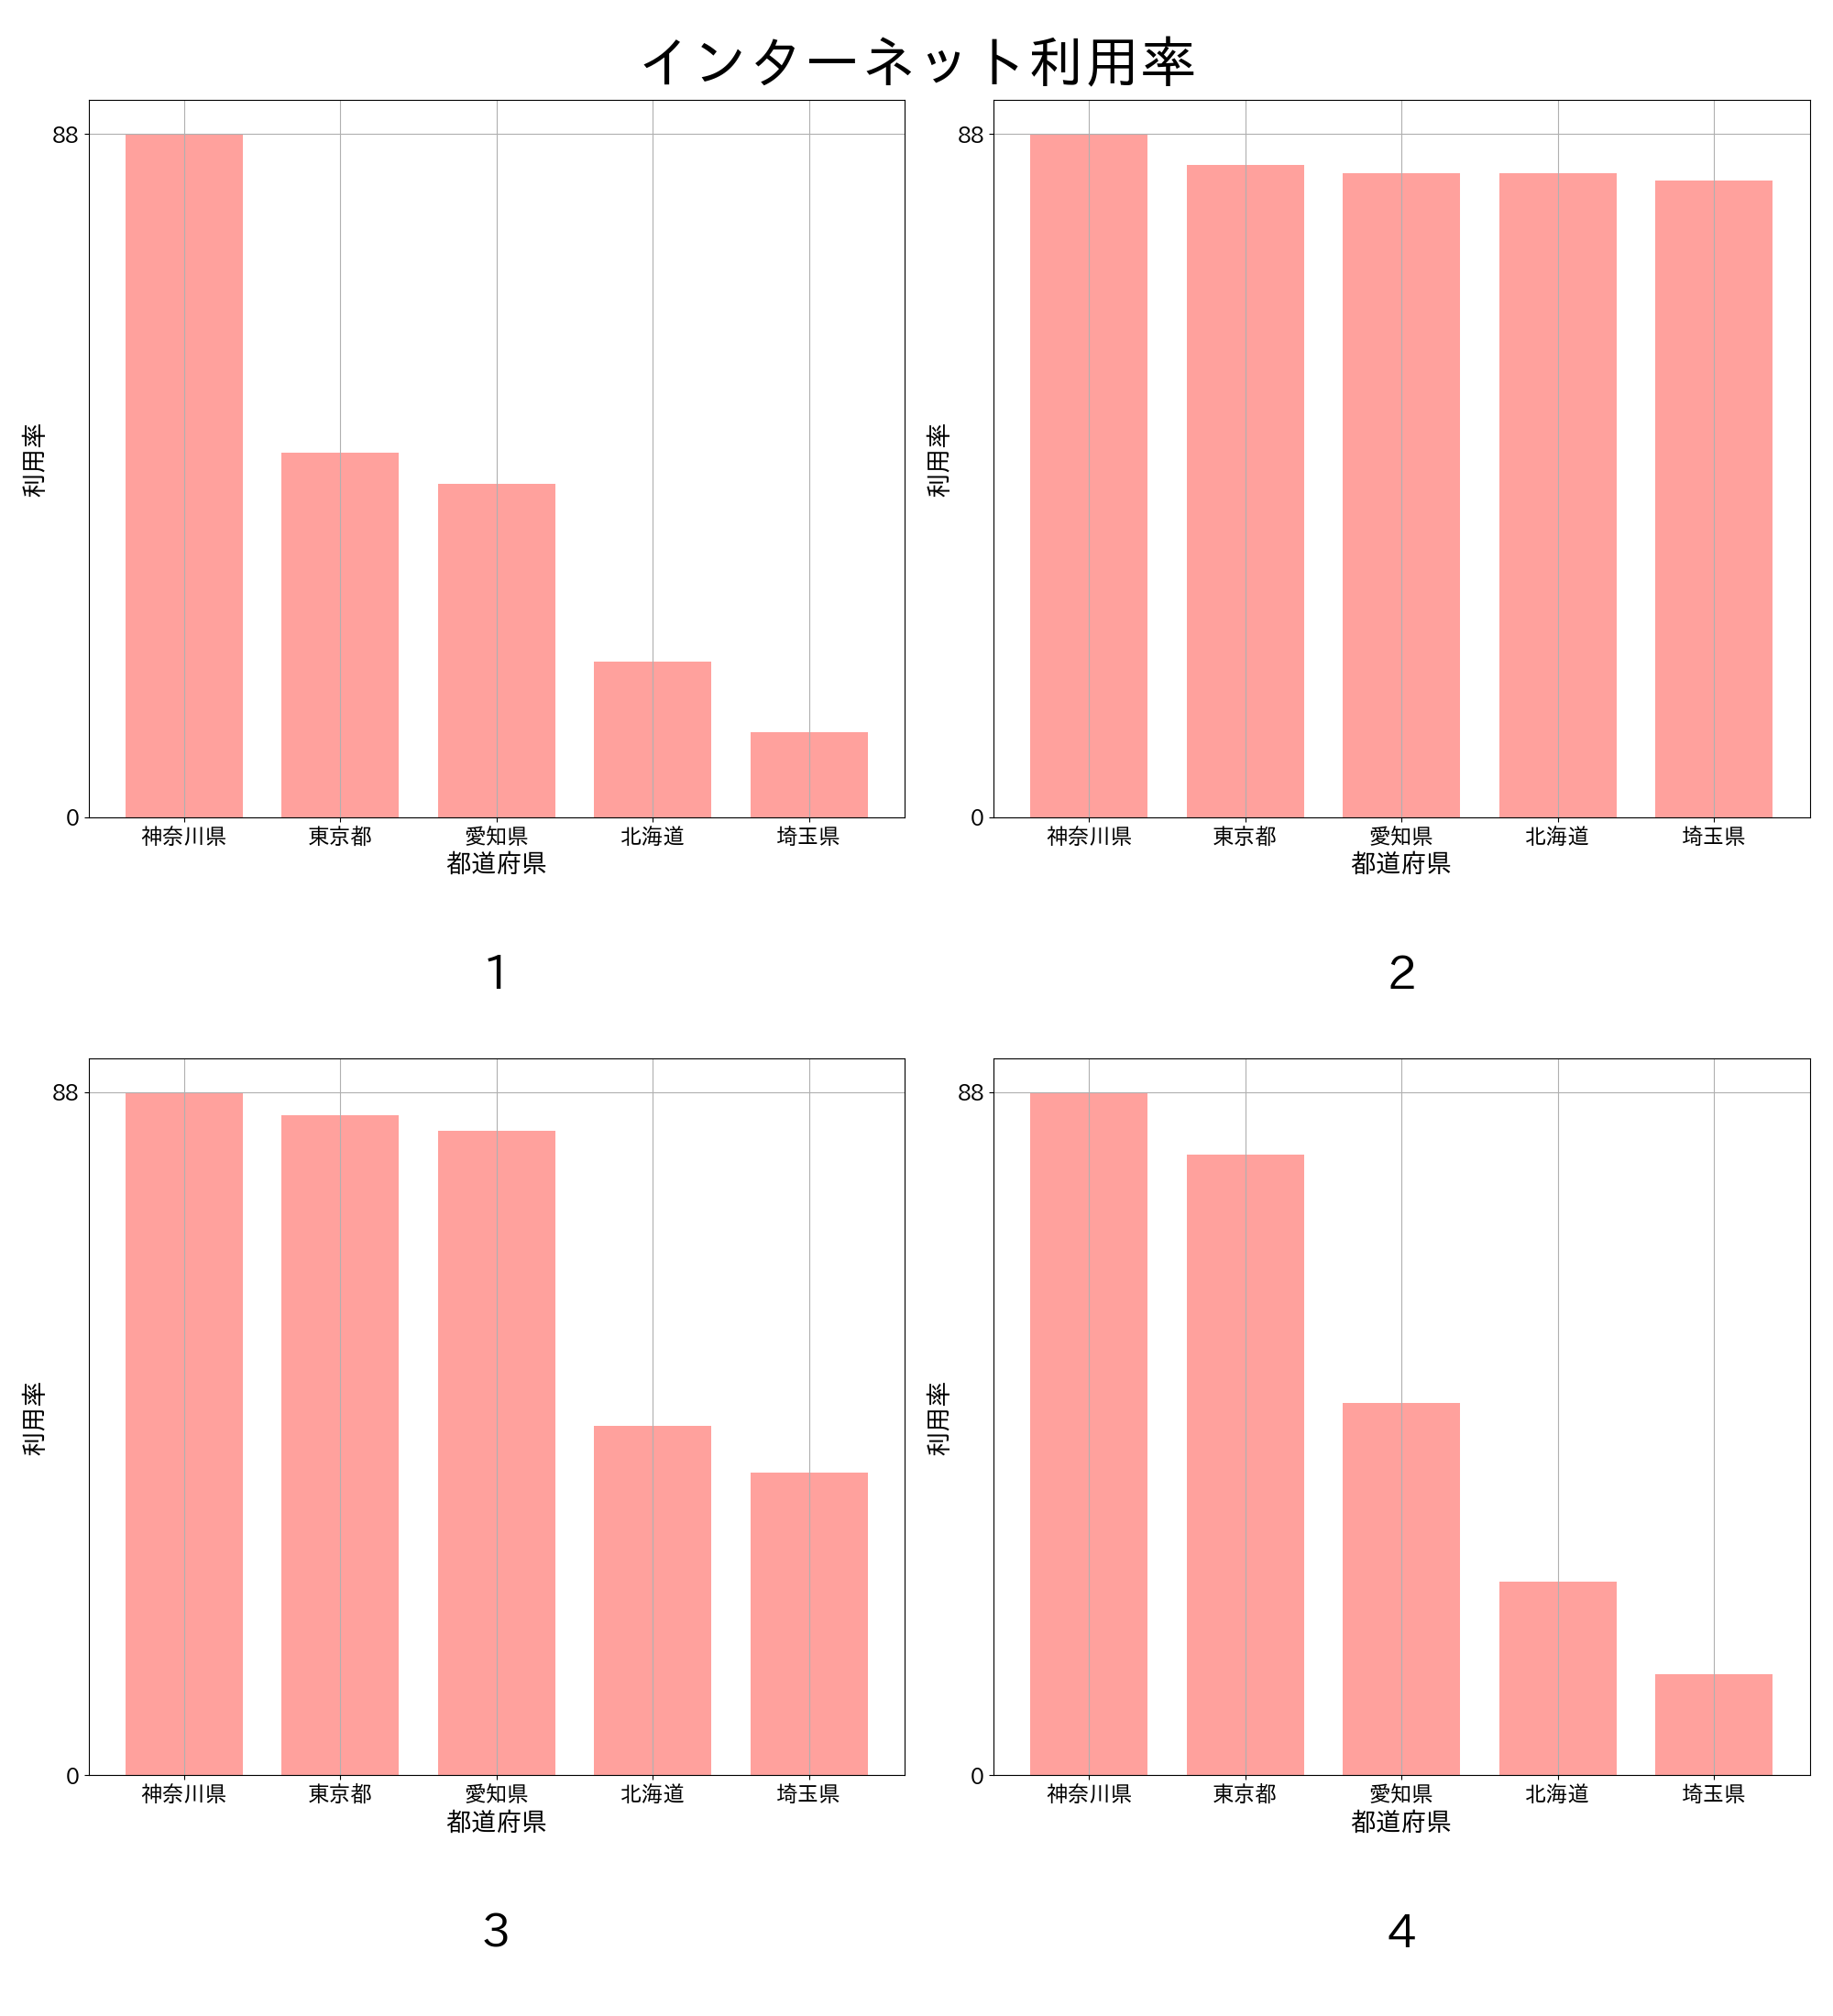 インターネット利用率
88
0
利用率
神奈川県 東京都 愛知県 北海道 埼玉県
都道府県
1
88
0
利用率
神奈川県 東京都 愛知県 北海道 埼玉県
都道府県
2
88
0
利用率
神奈川県 東京都 愛知県 北海道 埼玉県
都道府県
3
88
0
利用率
神奈川県 東京都 愛知県 北海道 埼玉県
都道府県
4